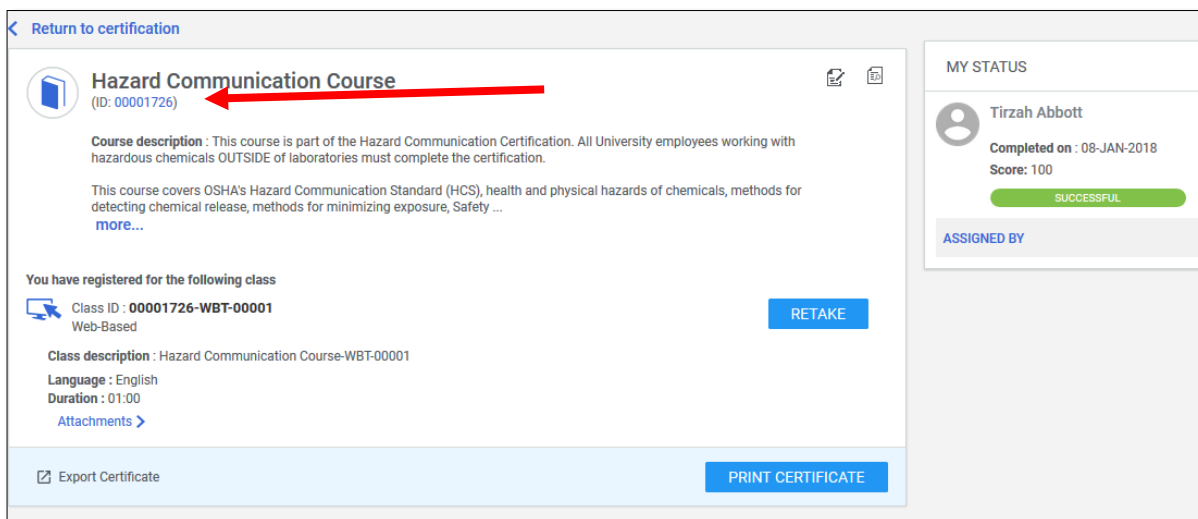 Return to certification
Hazard Communication Course
(ID: 00001726)
Course description : This course is part of the Hazard Communication Certification. All University employees working with
hazardous chemicals OUTSIDE of laboratories must complete the certification.
This course covers OSHA's Hazard Communication Standard (HCS), health and physical hazards of chemicals, methods for
detecting chemical release, methods for minimizing exposure, Safety ...
more...
You have registered for the following class
Class ID : 00001726-WBT-00001
Web-Based
RETAKE
Class description : Hazard Communication Course-WBT-00001
Language : English
Duration : 01:00
Attachments
Export Certificate
PRINT CERTIFICATE
MY STATUS
Tirzah Abbott
Completed on : 08-JAN-2018
Score: 100
SUCCESSFUL
ASSIGNED BY